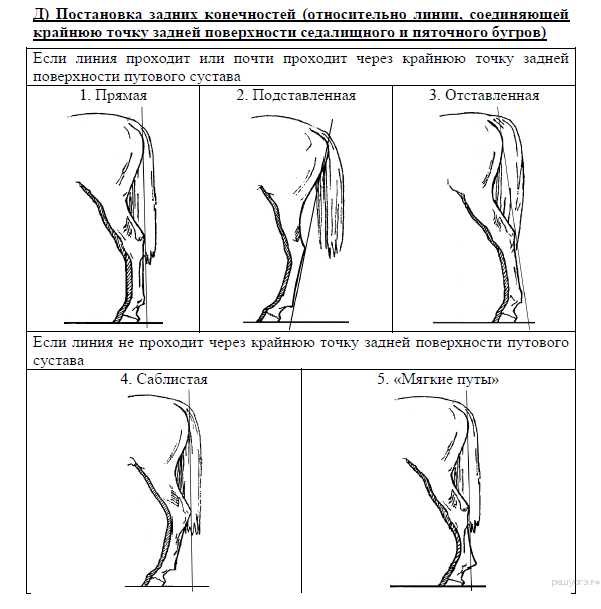 Д) Постановка задних конечностей (относительно линии, соединяющей
крайнюю точку задней поверхности седалищного и пяточного бугров)
Если линия проходит или почти проходит через крайнюю точку задней
поверхности путового сустава
1. Прямая
2. Подставленная
3. Отставленная
Если линия не проходит через крайнюю точку задней поверхности путового
сустава
4. Саблистая
5. «Мягкие путы»
решуогэ.рф